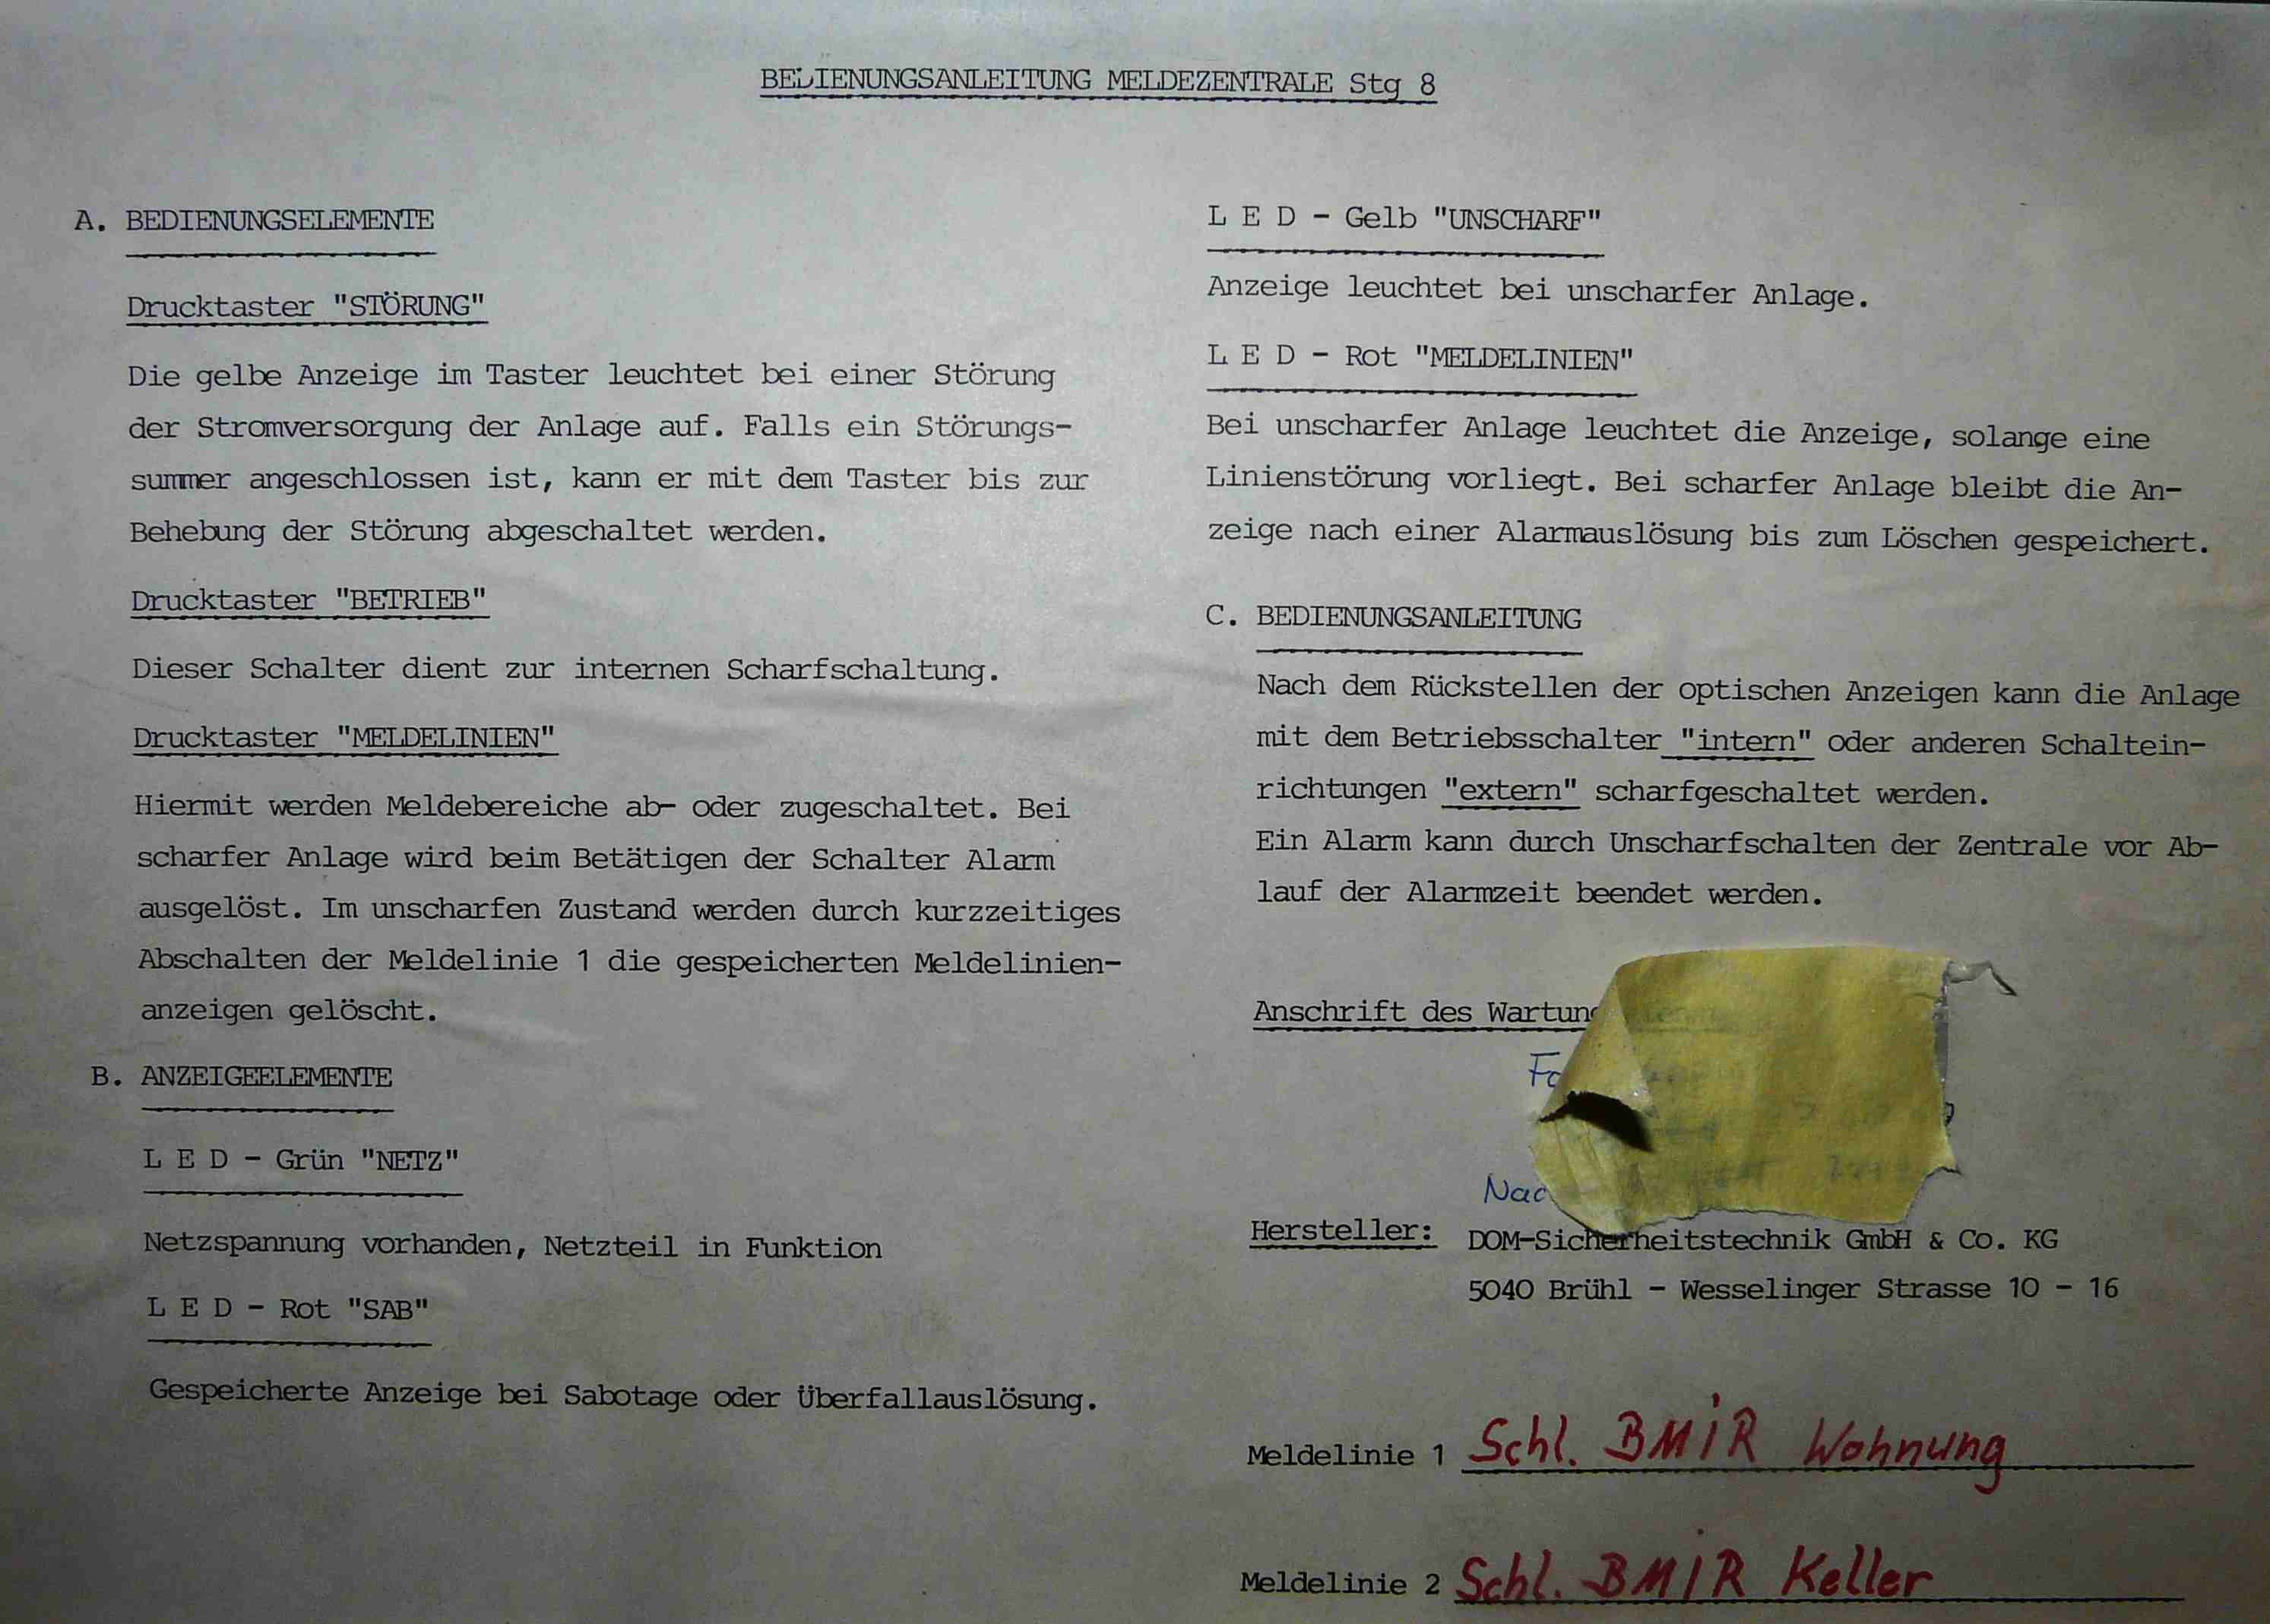 BEDIENUNGSANLEITUNG MELDEZENTRALE Stg 8
A. BEDIENUNGSELEMENTE
Drucktaster "STÖRUNG"
Die gelbe Anzeige im Taster leuchtet bei einer Störung
der Stromversorgung der Anlage auf. Falls ein Störungs-
summer angeschlossen ist, kann er mit dem Taster bis zur
Behebung der Störung abgeschaltet werden.
Drucktaster "BETRIEB"
Dieser Schalter dient zur internen Scharfschaltung.
Drucktaster "MELDELINIEN"
Hiermit werden Meldebereiche ab- oder zugeschaltet. Bei
scharfer Anlage wird beim Betätigen der Schalter Alarm
ausgelöst. Im unscharfen Zustand werden durch kurzzeitiges
Abschalten der Meldelinie 1 die gespeicherten Meldelinien-
anzeigen gelöscht.
B. ANZEIGEELEMENTE
L E D - Grün "NETZ"
Netzspannung vorhanden, Netzteil in Funktion
L E D - Rot "SAB"
Gespeicherte Anzeige bei Sabotage oder Überfallauslösung.
L E D - Gelb "UNSCHARF"
Anzeige leuchtet bei unscharfer Anlage.
L E D - Rot "MELDELINIEN"
Bei unscharfer Anlage leuchtet die Anzeige, solange eine
Linienstörung vorliegt. Bei scharfer Anlage bleibt die An-
zeige nach einer Alarmauslösung bis zum Löschen gespeichert.
C. BEDIENUNGSANLEITUNG
Nach dem Rückstellen der optischen Anzeigen kann die Anlage
mit dem Betriebsschalter "intern" oder anderen Schaltein-
richtungen "extern" scharfgeschaltet werden.
Ein Alarm kann durch Unscharfschalten der Zentrale vor Ab-
lauf der Alarmzeit beendet werden.
Anschrift des
Hersteller: DOM-Sicherheitstechnik GmbH & Co. KG
5040 Brühl - Wesselinger Strasse 10 - 16
Meldelinie 1 Schl. BMIR Wohnung
Meldelinie 2 Schl. BMIR Keller